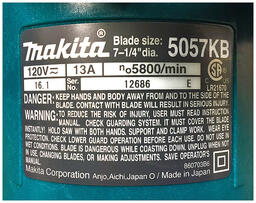 makita Blade size: 7-1/4"dia. 5057KB
120V 13A no5800/min
16.1 Ser. No. 12686 E
LR21670
DANGER: KEEP HANDS AND BODY AWAY FROM AND TO THE SIDE OF THE
BLADE. CONTACT WITH BLADE WILL RESULT IN SERIOUS INJURIES.
WARNING: -TO REDUCE THE RISK OF INJURY, USER MUST READ INSTRUCTION
MANUAL. CHECK GUARDING SYSTEM. IT MUST COVER THE BLADE
INSTANTLY. HOLD SAW WITH BOTH HANDS. SUPPORT AND CLAMP WORK. WEAR EYE
PROTECTION. CHECK LOWER GUARD OPERATION BEFORE EACH USE. DO NOT USE IN
WET CONDITIONS. BLADE IS DANGEROUS WHILE COASTING DOWN. UNPLUG WHEN NOT
IN USE, CHANGING BLADES, OR MAKING ADJUSTMENTS. SAVE OPERATORS MANUAL.
Makita Corporation Anjo, Aichi, Japan O / Made in Japan